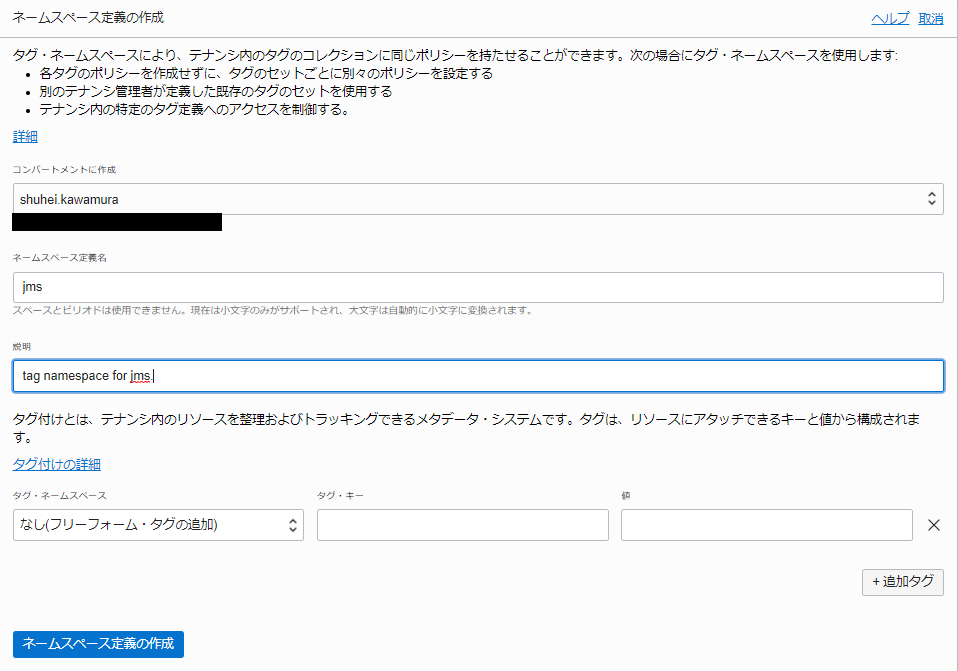 ネームスペース定義の作成
ヘルプ 取消
タグ・ネームスペースにより、テナンシ内のタグのコレクションに同じポリシーを持たせることができます。次の場合にタグ・ネームスペースを使用します:
• 各タグのポリシーを作成せずに、タグのセットごとに別々のポリシーを設定する
• 別のテナンシ管理者が定義した既存のタグのセットを使用する
• テナンシ内の特定のタグ定義へのアクセスを制御する。
詳細
コンパートメントに作成
shuhei.kawamura
ネームスペース定義名
jms
スペースとピリオドは使用できません。現在は小文字のみがサポートされ、大文字は自動的に小文字に変換されます。
説明
tag namespace for jms.
タグ付けとは、テナンシ内のリソースを整理およびトラッキングできるメタデータ・システムです。タグは、リソースにアタッチできるキーと値から構成されま
す。
タグ付けの詳細
タグ・ネームスペース タグ・キー 値
なし(フリーフォーム・タグの追加)
+ 追加タグ
ネームスペース定義の作成